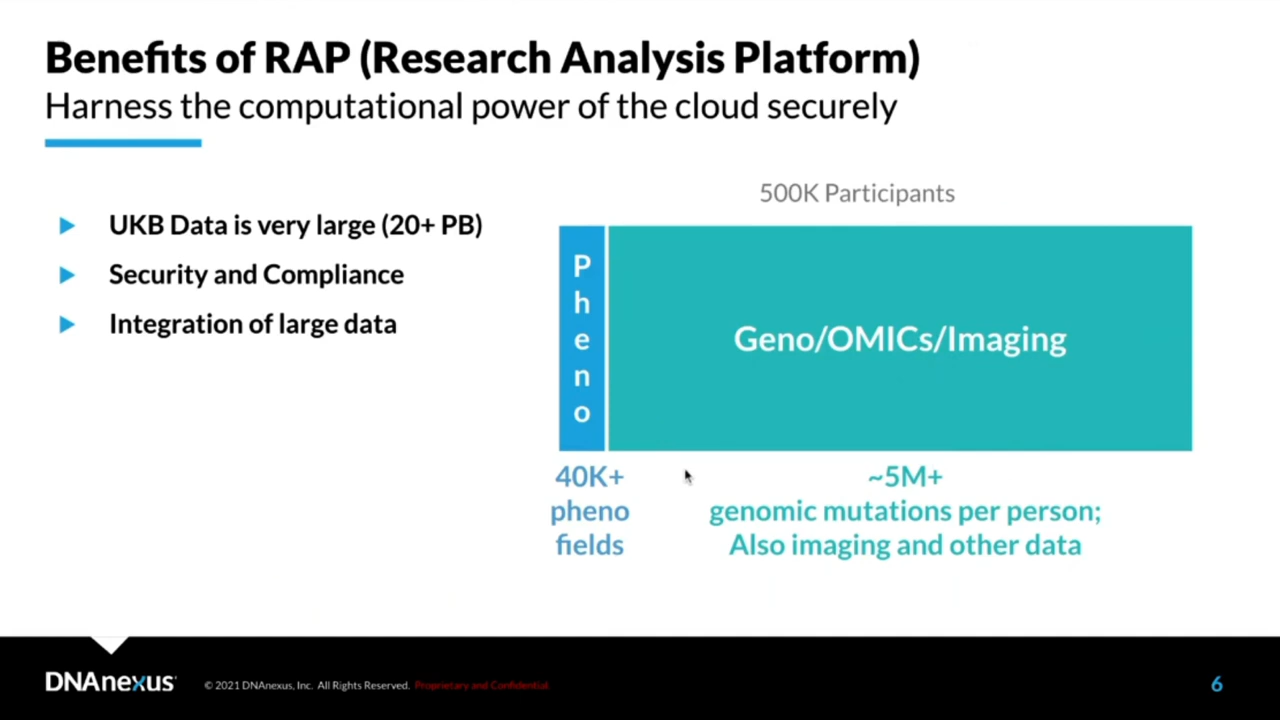 Benefits of RAP (Research Analysis Platform)
Harness the computational power of the cloud securely
UKB Data is very large (20+ PB)
Security and Compliance
Integration of large data
500K Participants
P
h
e
n
o
Geno/OMICs/Imaging
40K+
pheno
fields
~5M+
genomic mutations per person;
Also imaging and other data
DNAnexus
© 2021 DNAnexus, Inc. All Rights Reserved. Proprietary and Confidential.
6